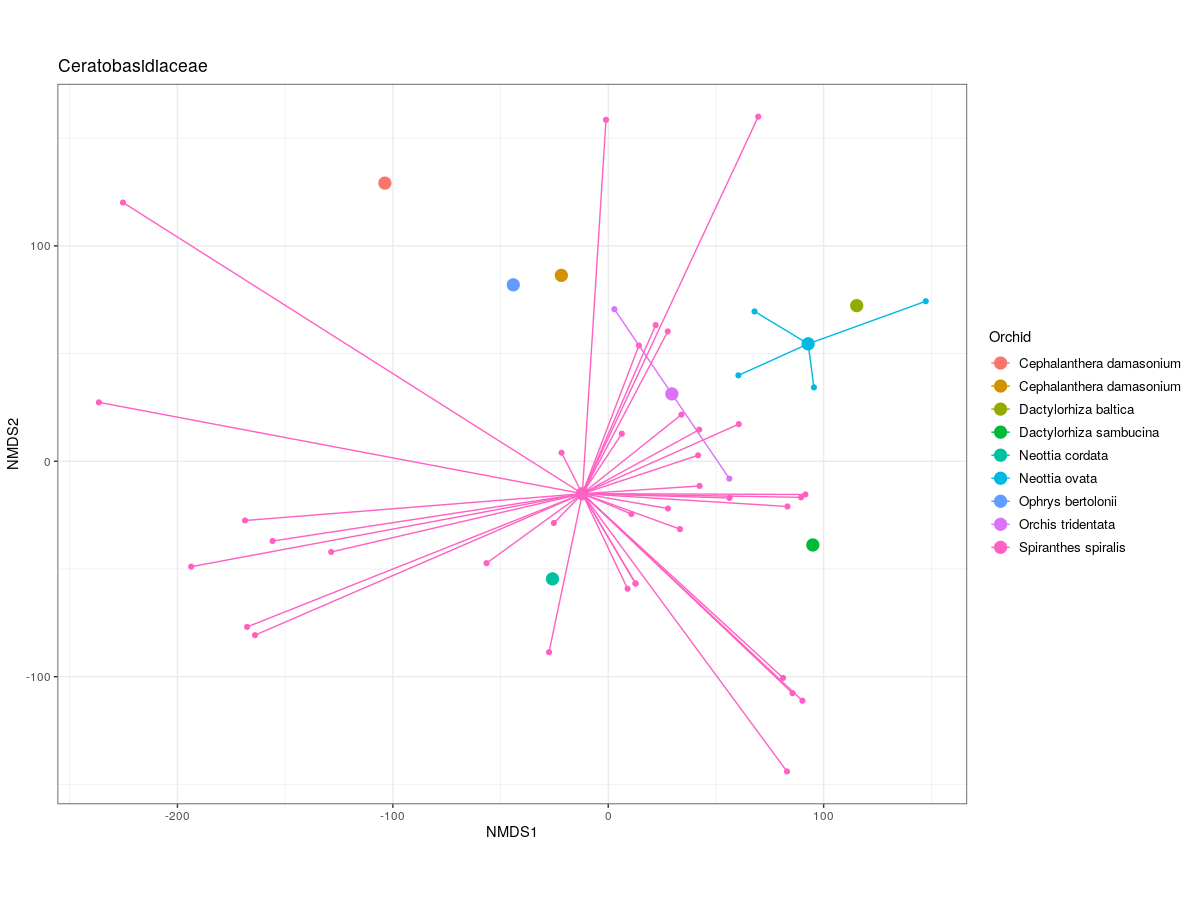 Ceratobasidiaceae
100
0
-100
-200
-100
0
100
NMDS1
NMDS2
Orchid
Cephalanthera damasonium
Cephalanthera damasonium
Dactylorhiza baltica
Dactylorhiza sambucina
Neottia cordata
Neottia ovata
Ophrys bertolonii
Orchis tridentata
Spiranthes spiralis